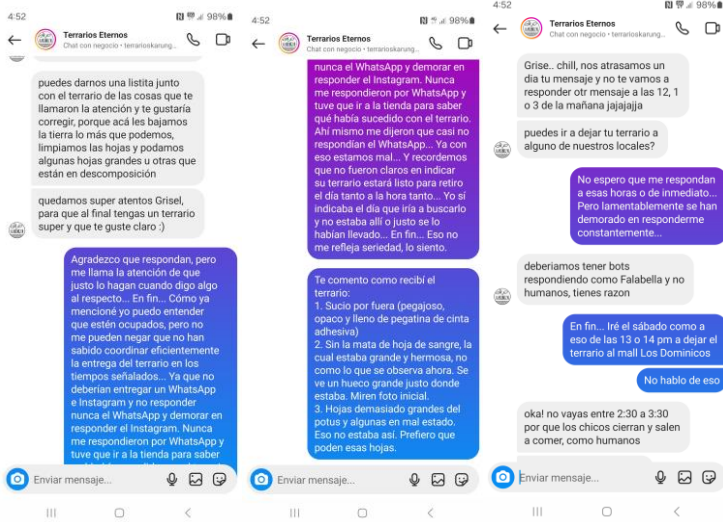 4:52
98%
Terrarios Eternos
Chat con negocio • terrarioskarung..
puedes darnos una listita junto
con el terrario de las cosas que te
llamaron la atención y te gustaría
corregir, porque acá les bajamos
la tierra lo más que podemos,
limpiamos las hojas y podamos
algunas hojas grandes u otras que
están en descomposición
quedamos super atentos Grisel,
para que al final tengas un terrario
super y que te guste claro :)
Agradezco que respondan, pero
me llama la atención de que
justo lo hagan cuando digo algo
al respecto... En fin... Cómo ya
mencioné yo puedo entender
que estén ocupados, pero no
me pueden negar que no han
sabido coordinar eficientemente
la entrega del terrario en los
tiempos señalados... Ya que no
deberían entregar un WhatsApp
e Instagram y no responder
nunca el WhatsApp y demorar en
responder el Instagram. Nunca
me respondieron por WhatsApp y
tuve que ir a la tienda para saber
Enviar mensaje...
4:52
98%
Terrarios Eternos
Chat con negocio • terrarioskarung..
nunca el WhatsApp y demorar en
responder el Instagram. Nunca
me respondieron por WhatsApp y
tuve que ir a la tienda para saber
qué había sucedido con el terrario.
Ahí mismo me dijeron que casi no
respondían el WhatsApp... Ya con
eso estamos mal... Y recordemos
que no fueron claros en indicar
su terrario estará listo para retiro
el día tanto a la hora tanto... Yo sí
indicaba el día que iría a buscarlo
y no estaba allí o justo se lo
habían llevado... En fin... Eso no
me refleja seriedad, lo siento.
Te comento como recibí el
terrario:
1. Sucio por fuera (pegajoso,
opaco y lleno de pegatina de cinta
adhesiva)
2. Sin la mata de hoja de sangre, la
cual estaba grande y hermosa, no
como lo que se observa ahora. Se
ve un hueco grande justo donde
estaba. Miren foto inicial.
3. Hojas demasiado grandes del
potus y algunas en mal estado.
Eso no estaba así. Prefiero que
poden esas hojas.
Enviar mensaje...
4:52
98%
Terrarios Eternos
Chat con negocio • terrarioskarung..
Grise.. chill, nos atrasamos un
dia tu mensaje y no te vamos a
responder otr mensaje a las 12, 1
o 3 de la mañana jajajajja
puedes ir a dejar tu terrario a
alguno de nuestros locales?
No espero que me respondan
a esas horas o de inmediato...
Pero lamentablemente se han
demorado en responderme
constantemente...
deberiamos tener bots
respondiendo como Falabella y no
humanos, tienes razon
En fin... Iré el sábado como a
eso de las 13 o 14 pm a dejar el
terrario al mall Los Dominicos
No hablo de eso
oka! no vayas entre 2:30 a 3:30
por que los chicos cierran y salen
a comer, como humanos
Enviar mensaje...